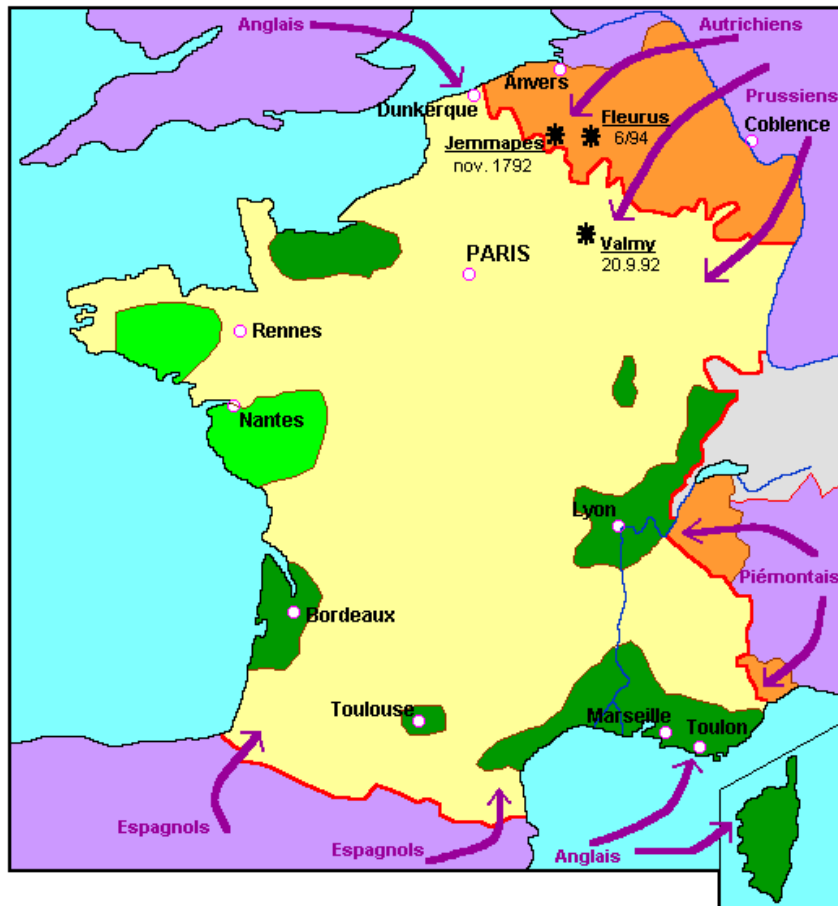 Anglais
Autrichiens
Anvers
Prussiens
Dunkerque
Fleurus
6/94
Coblence
Jemmapes
nov. 1792
Valmy
20.9.92
PARIS
Rennes
Nantes
Lyon
Piémontais
Bordeaux
Toulouse
Marseille
Toulon
Espagnols
Espagnols
Anglais